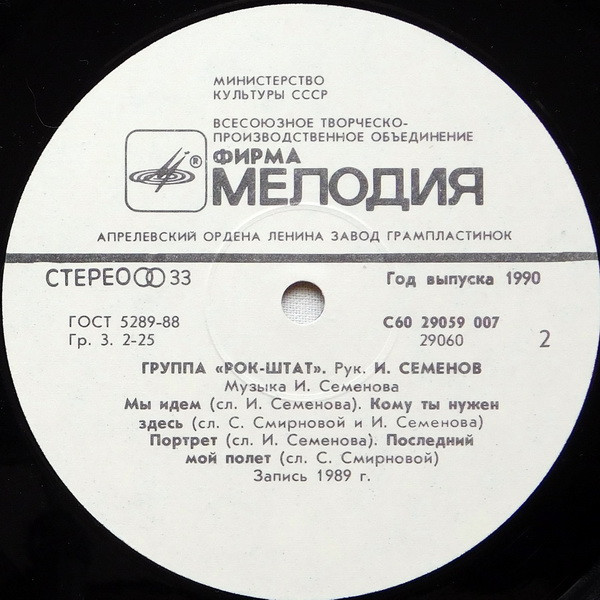 МИНИСТЕРСТВО
КУЛЬТУРЫ СССР
ВСЕСОЮЗНОЕ ТВОРЧЕСКО-
ПРОИЗВОДСТВЕННОЕ ОБЪЕДИНЕНИЕ
® ФИРМА
МЕЛОДИЯ
АПРЕЛЕВСКИЙ ОРДЕНА ЛЕНИНА ЗАВОД ГРАМПЛАСТИНОК
СТЕРЕО 33 Год выпуска 1990
ГОСТ 5289-88 С60 29059 007
Гр. 3. 2-25 29060 2
ГРУППА «РОК-ШТАТ». Рук. И. СЕМЕНОВ
Музыка И. Семенова
Мы идем (сл. И. Семенова). Кому ты нужен
здесь (сл. С. Смирновой и И. Семенова)
Портрет (сл. И. Семенова). Последний
мой полет (сл. С. Смирновой)
Запись 1989 г.